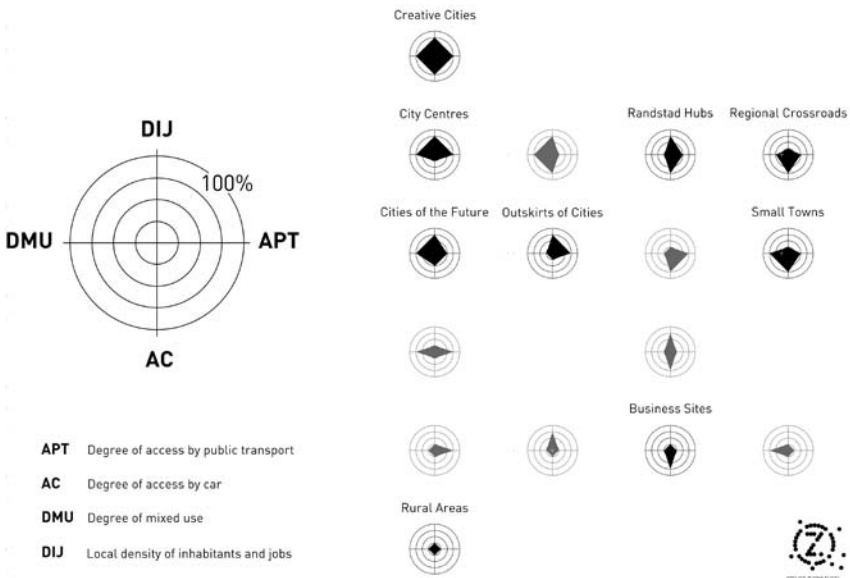 Creative Cities
City Centres
Randstad Hubs
Regional Crossroads
DIJ
100%
DMU
APT
AC
Cities of the Future
Outskirts of Cities
Small Towns
Business Sites
APT Degree of access by public transport
AC Degree of access by car
DMU Degree of mixed use
DIJ Local density of inhabitants and jobs
Rural Areas
Z